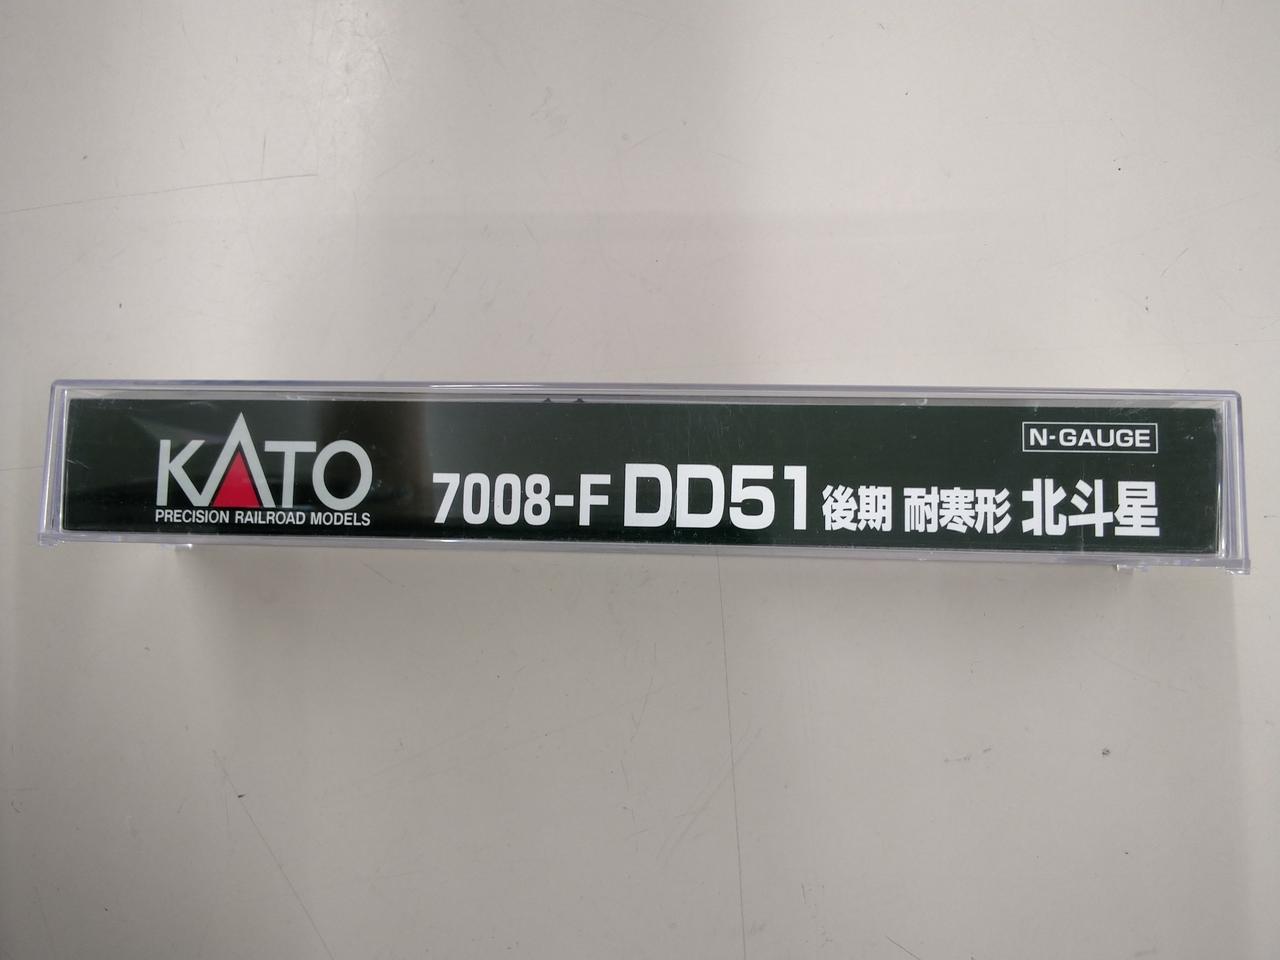 KATO
PRECISION RAILROAD MODELS
7008-F DD51 後期 耐寒形 北斗星
N-GAUGE